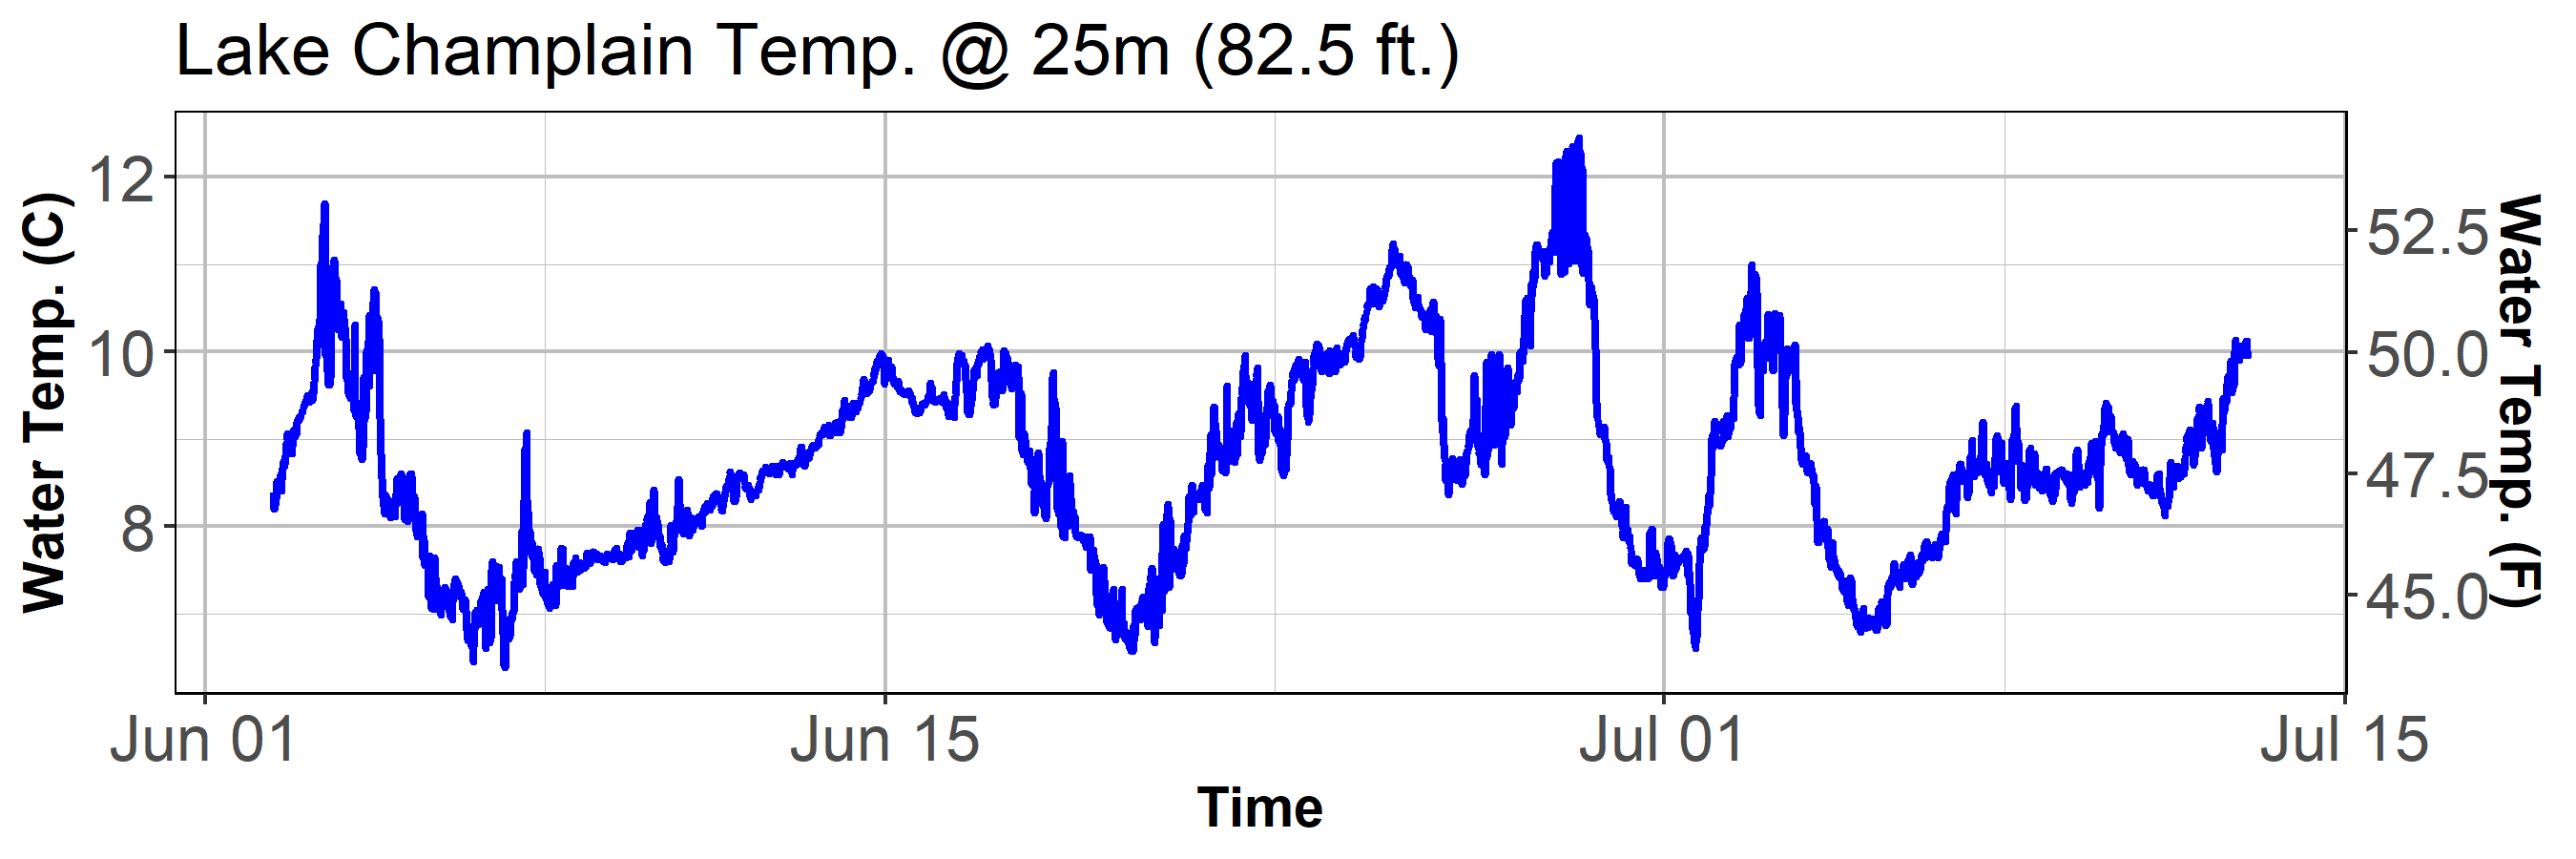 Lake Champlain Temp. @ 25m (82.5 ft.)
Water Temp. (C)
12
10
8
52.5
50.0
47.5
45.0
Water Temp. (F)
Jun 01
Jun 15
Jul 01
Jul 15
Time